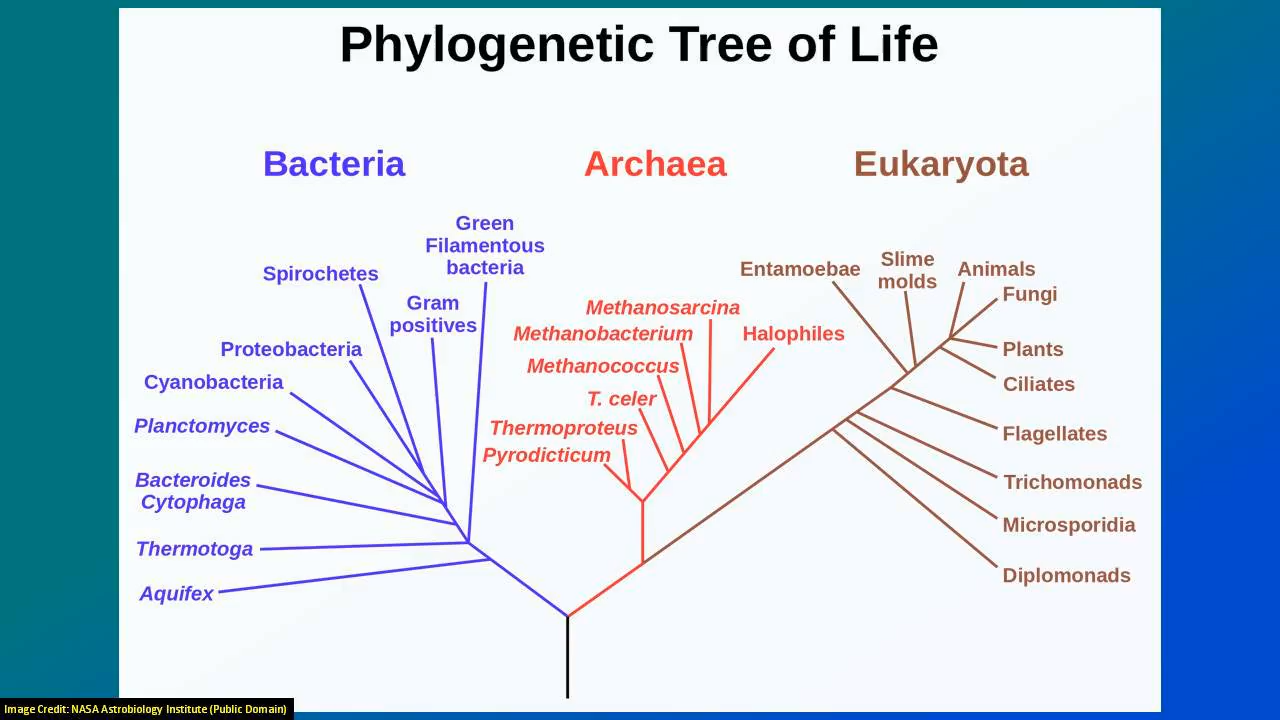 Phylogenetic Tree of Life
Bacteria
Archaea
Eukaryota
Green
Filamentous
bacteria
Spirochetes
Gram
positives
Proteobacteria
Cyanobacteria
Planctomyces
Bacteroides
Cytophaga
Thermotoga
Aquifex
Methanosarcina
Methanobacterium
Halophiles
Methanococcus
T. celer
Thermoproteus
Pyrodicticum
Entamoebae
Slime
molds
Animals
Fungi
Plants
Ciliates
Flagellates
Trichomonads
Microsporidia
Diplomonads
Image Credit: NASA Astrobiology Institute (Public Domain)